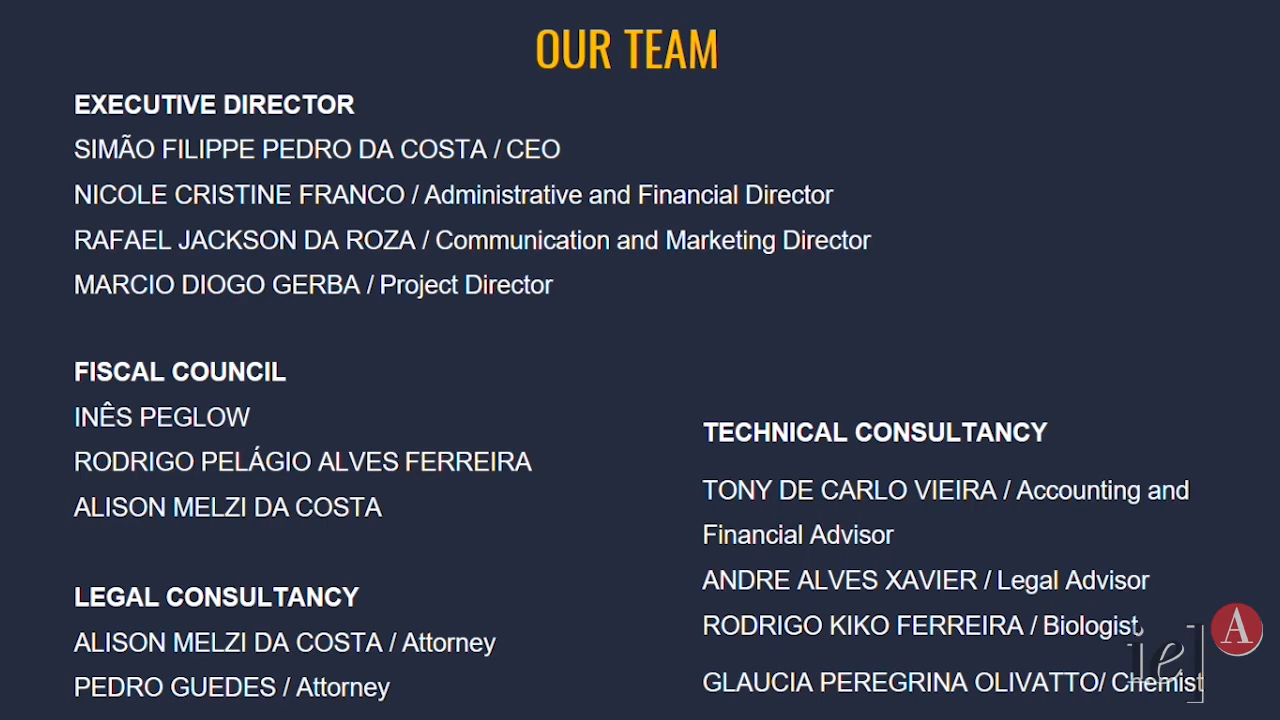 OUR TEAM
EXECUTIVE DIRECTOR
SIMÃO FILIPPE PEDRO DA COSTA / CEO
NICOLE CRISTINE FRANCO / Administrative and Financial Director
RAFAEL JACKSON DA ROZA / Communication and Marketing Director
MARCIO DIOGO GERBA / Project Director
FISCAL COUNCIL
INÊS PEGLOW
RODRIGO PELÁGIO ALVES FERREIRA
ALISON MELZI DA COSTA
LEGAL CONSULTANCY
ALISON MELZI DA COSTA / Attorney
PEDRO GUEDES / Attorney
TECHNICAL CONSULTANCY
TONY DE CARLO VIEIRA / Accounting and
Financial Advisor
ANDRE ALVES XAVIER / Legal Advisor
RODRIGO KIKO FERREIRA / Biologist
GLAUCIA PEREGRINA OLIVATTO/ Chemist
[e]
A